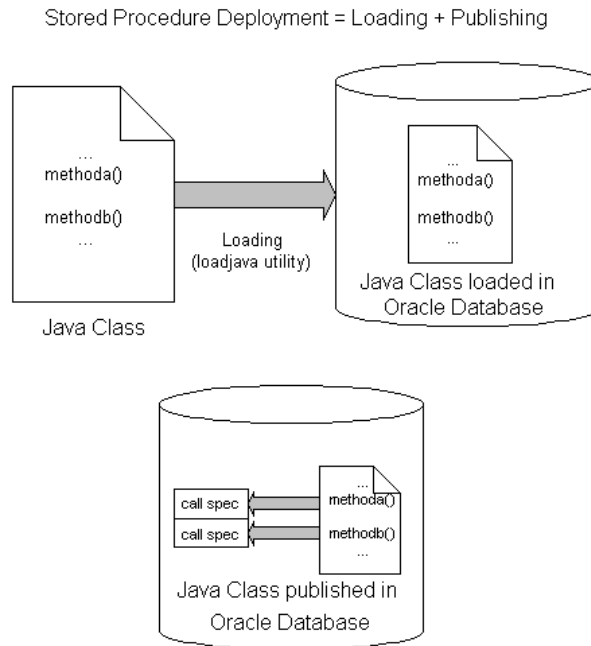 Stored Procedure Deployment = Loading + Publishing
...
methoda()
methodb()
...
Java Class
Loading
(loadjava utility)
...
methoda()
methodb()
...
Java Class loaded in
Oracle Database
call spec
call spec
...
methoda()
methodb()
...
Java Class published in
Oracle Database